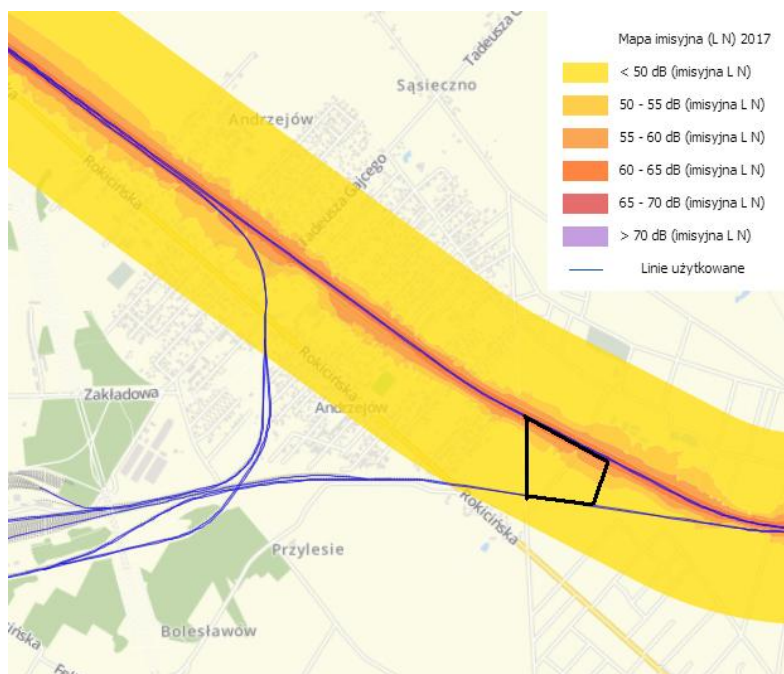 Mapa imisyjna (L N) 2017
< 50 dB (imisyjna L N)
50 - 55 dB (imisyjna L N)
55 - 60 dB (imisyjna L N)
60 - 65 dB (imisyjna L N)
65 - 70 dB (imisyjna L N)
> 70 dB (imisyjna L N)
Linie użytkowane
Tadeusza Gajcego
Sąsieczno
Andrzejów
Rokicińska
Tadeusza Gajcego
Rokicińska
Zakładowa
Andrzejów
Rokicińska
Przylesie
Bolesławów